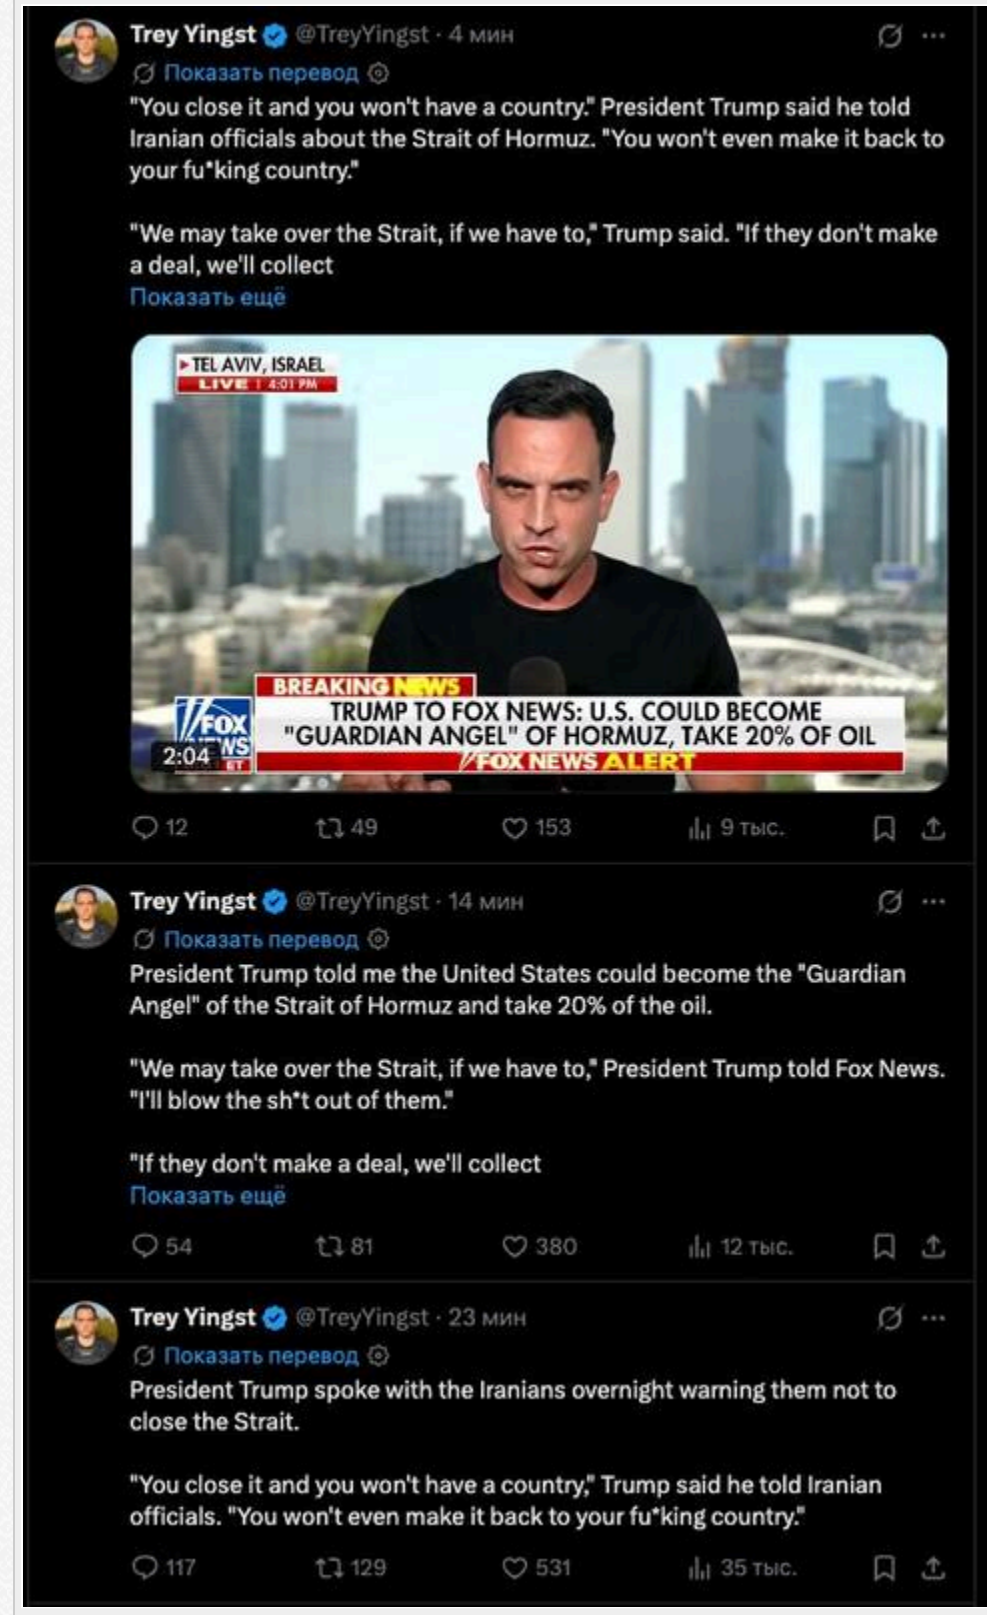 Trey Yingst @TreyYingst · 4 мин
Показать перевод
"You close it and you won't have a country." President Trump said he told
Iranian officials about the Strait of Hormuz. "You won't even make it back to
your fu*king country."
"We may take over the Strait, if we have to," Trump said. "If they don't make
a deal, we'll collect
Показать ещё
TEL AVIV, ISRAEL
LIVE | 4:01 PM
BREAKING NEWS
TRUMP TO FOX NEWS: U.S. COULD BECOME
"GUARDIAN ANGEL" OF HORMUZ, TAKE 20% OF OIL
FOX NEWS ALERT
FOX
NEWS
2:04
ET
12 49 153 9 тыс.
Trey Yingst @TreyYingst · 14 мин
Показать перевод
President Trump told me the United States could become the "Guardian
Angel" of the Strait of Hormuz and take 20% of the oil.
"We may take over the Strait, if we have to," President Trump told Fox News.
"I'll blow the sh*t out of them."
"If they don't make a deal, we'll collect
Показать ещё
54 81 380 12 тыс.
Trey Yingst @TreyYingst · 23 мин
Показать перевод
President Trump spoke with the Iranians overnight warning them not to
close the Strait.
"You close it and you won't have a country," Trump said he told Iranian
officials. "You won't even make it back to your fu*king country."
117 129 531 35 тыс.